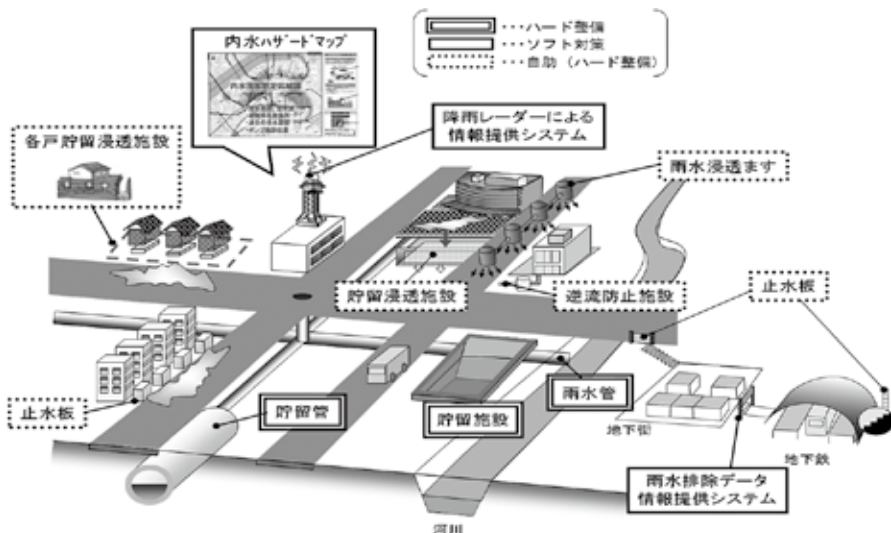 ・・・ハード整備
・・・ソフト対策
・・・自助（ハード整備）
内水ハザードマップ
降雨レーダーによる
情報提供システム
各戸貯留浸透施設
雨水浸透ます
貯留浸透施設
逆流防止施設
止水板
止水板
貯留管
貯留施設
雨水管
地下街
地下鉄
雨水排除データ
情報提供システム
河川